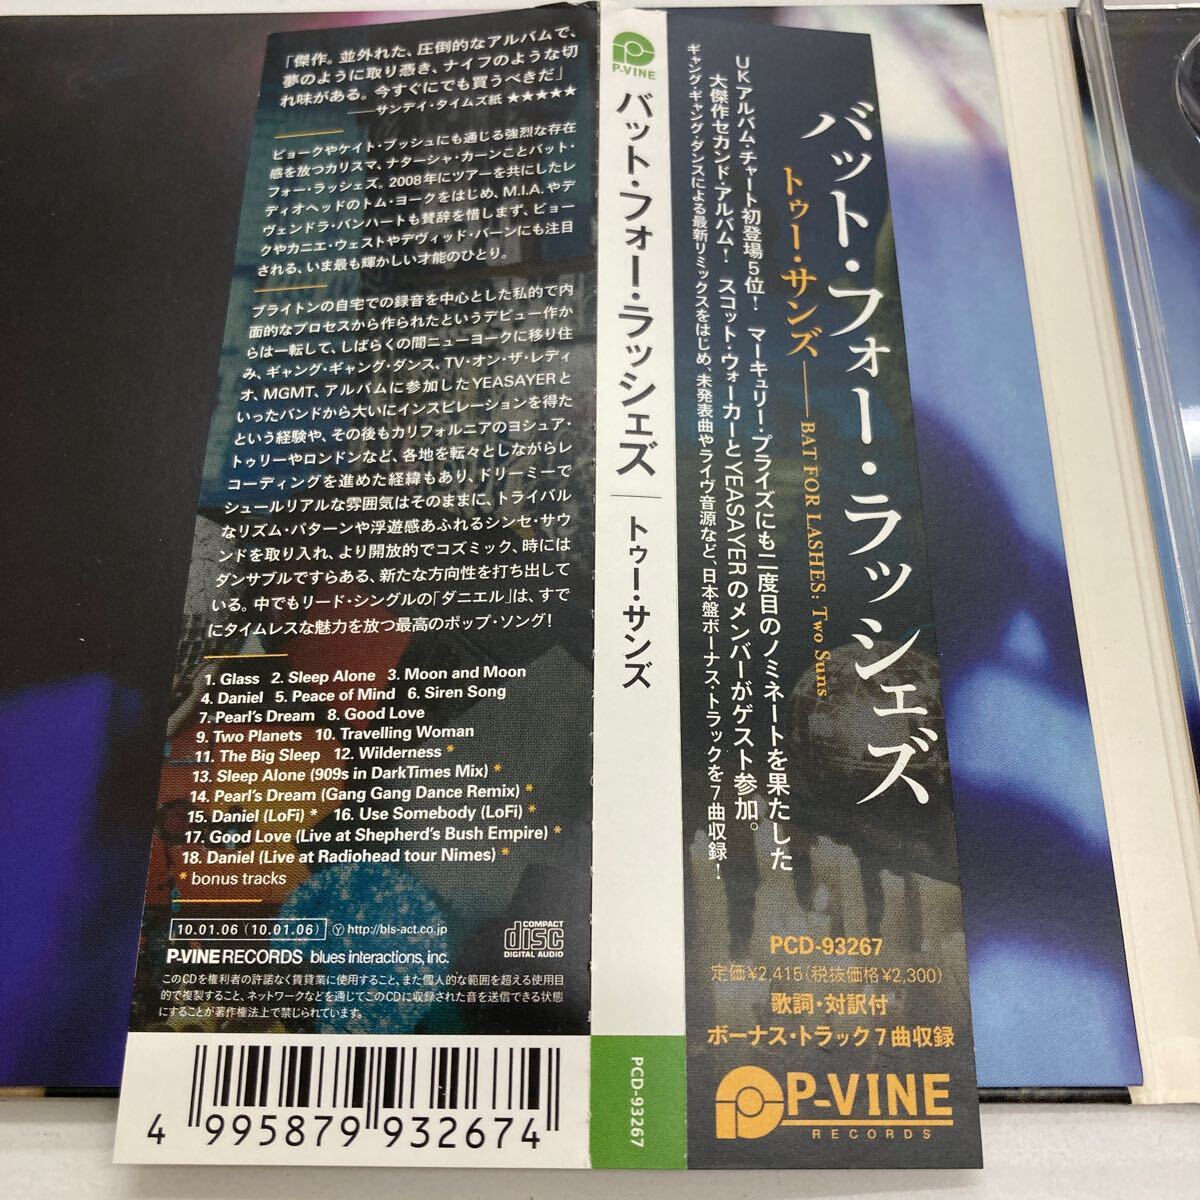 「傑作。並外れた、圧倒的なアルバムで、
夢のように取り憑き、ナイフのような切
れ味がある。今すぐにでも買うべきだ」
──サンデイ・タイムズ紙 ★★★★★
ビョークやケイト・ブッシュにも通じる強烈な存在
感を放つカリスマ、ナターシャ・カーンことバット・
フォー・ラッシェズ。2008年にツアーを共にしたレ
ディオヘッドのトム・ヨークをはじめ、M.I.A.やデ
ヴェンドラ・バンハートも賛辞を惜しまず、ビョー
クやカニエ・ウェストやデヴィッド・バーンにも注目
される、いま最も輝かしい才能のひとり。
ブライトンの自宅での録音を中心とした私的で内
面的なプロセスから作られたというデビュー作か
らは一転して、しばらくの間ニューヨークに移り住
み、ギャング・ギャング・ダンス、TV・オン・ザ・レディ
オ、MGMT、アルバムに参加したYEASAYERと
いったバンドから大いにインスピレーションを得た
という経験や、その後もカリフォルニアのヨシュア・
トゥリーやロンドンなど、各地を転々としながらレ
コーディングを進めた経緯もあり、ドリーミーで
シュールリアルな雰囲気はそのままに、トライバル
なリズム・パターンや浮遊感あふれるシンセ・サウ
ンドを取り入れ、より開放的でコズミック、時には
ダンサブルですらある、新たな方向性を打ち出して
いる。中でもリード・シングルの「ダニエル」は、すで
にタイムレスな魅力を放つ最高のポップ・ソング!
1. Glass 2. Sleep Alone 3. Moon and Moon
4. Daniel 5. Peace of Mind 6. Siren Song
7. Pearl's Dream 8. Good Love
9. Two Planets 10. Travelling Woman
11. The Big Sleep 12. Wilderness *
13. Sleep Alone (909s in DarkTimes Mix) *
14. Pearl's Dream (Gang Gang Dance Remix) *
15. Daniel (LoFi) * 16. Use Somebody (LoFi) *
17. Good Love (Live at Shepherd's Bush Empire) *
18. Daniel (Live at Radiohead tour Nimes) *
* bonus tracks
10.01.06 (10.01.06) Ⓨ http://bls-act.co.jp
P-VINE RECORDS blues interactions, inc.
COMPACT
disc
DIGITAL AUDIO
このCDを権利者の許諾なく賃貸業に使用すること、また個人的な範囲を超える使用目
的で複製すること、ネットワークなどを通じてこのCDに収録された音を送信できる状態
にすることが著作権法上で禁じられています。
4 995879 932674
P-VINE
バット・フォー・ラッシェズ
トゥー・サンズ
PCD-93267
バット・フォー・ラッシェズ
トゥー・サンズ──BAT FOR LASHES: Two Suns
UKアルバム・チャート初登場5位! マーキュリー・プライズにも二度目のノミネートを果たした
大傑作セカンド・アルバム! スコット・ウォーカーとYEASAYERのメンバーがゲスト参加。
ギャング・ギャング・ダンスによる最新リミックスをはじめ、未発表曲やライヴ音源など、日本盤ボーナス・トラックを7曲収録!
PCD-93267
定価¥2,415(税抜価格¥2,300)
歌詞・対訳付
ボーナス・トラック7曲収録
P-VINE
RECORDS